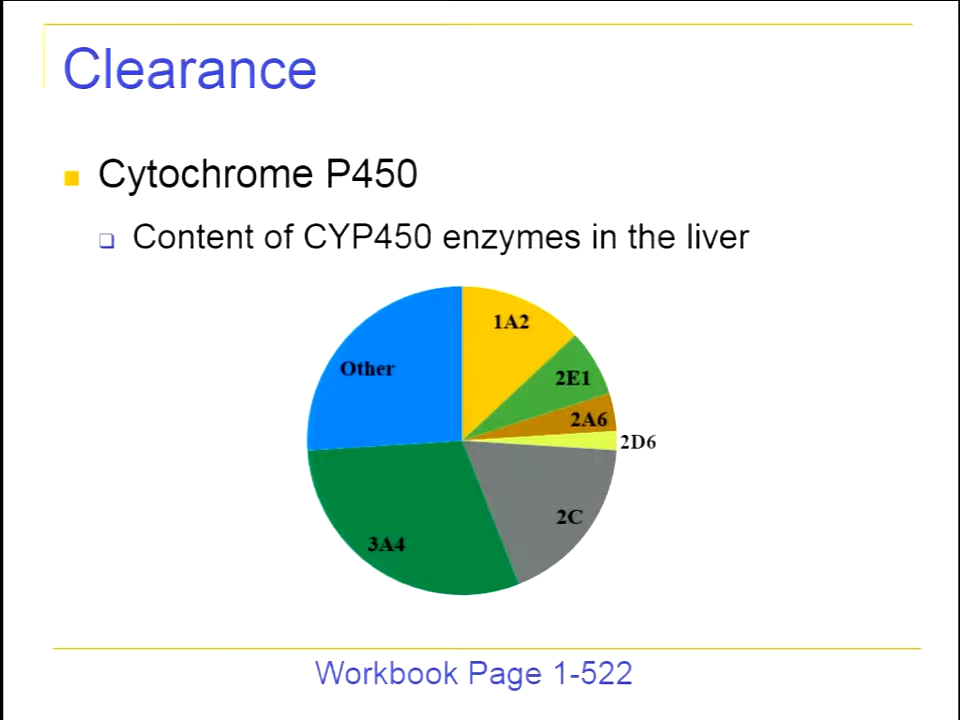 Clearance
Cytochrome P450
Content of CYP450 enzymes in the liver
1A2
Other
2E1
2A6
2D6
2C
3A4
Workbook Page 1-522